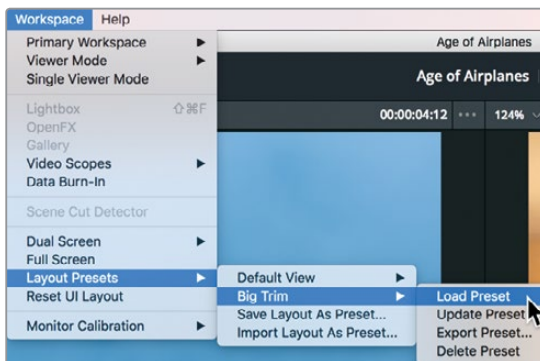 Workspace Help
Primary Workspace ▶
Viewer Mode ▶
Single Viewer Mode
Lightbox ⇧⌘F
OpenFX
Gallery
Video Scopes ▶
Data Burn-In
Scene Cut Detector
Dual Screen ▶
Full Screen
Layout Presets ▶
Reset UI Layout
Monitor Calibration ▶
Age of Airplanes
Age of Airplanes
00:00:04:12 ••• 124%
Default View ▶
Big Trim ▶
Save Layout As Preset...
Import Layout As Preset...
Load Preset
Update Preset
Export Preset...
Delete Preset